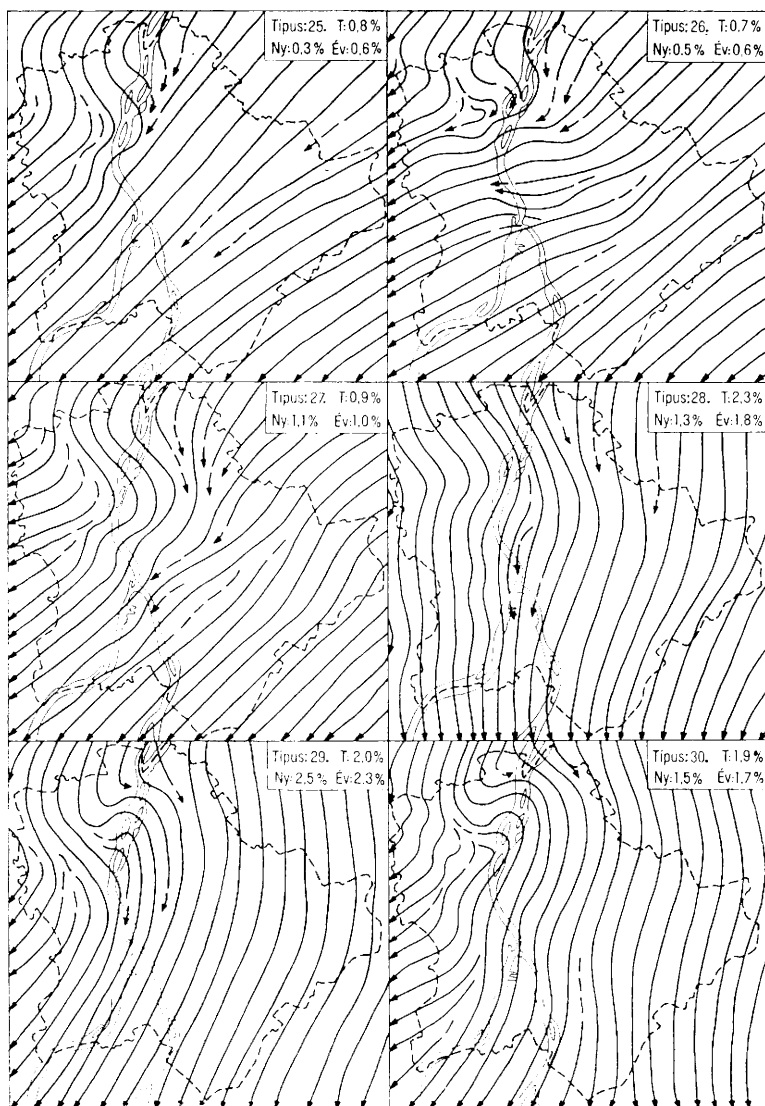 Tipus: 25. T: 0,8%
Ny: 0,3% Év: 0,6%
Tipus: 26. T: 0.7%
Ny: 0.5% Év: 0,6%
Tipus: 27. T: 0,9%
Ny: 1,1% Év: 1,0%
Tipus: 28. T: 2,3%
Ny: 1,3% Év: 1,8%
Tipus: 29. T: 2,0%
Ny: 2,5% Év: 2,3%
Tipus: 30. T: 1,9%
Ny: 1,5% Év: 1,7%